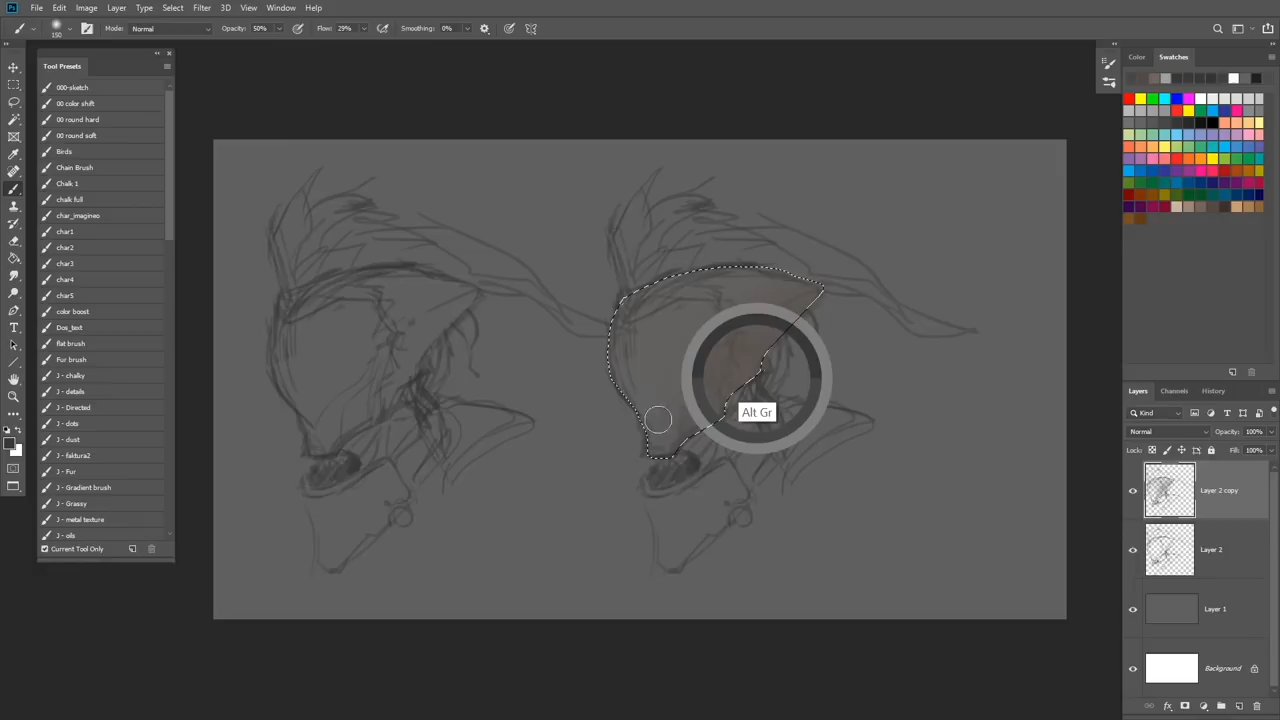 Ps File Edit Image Layer Type Select Filter 3D View Window Help
150 Mode: Normal Opacity: 50% Flow: 29% Smoothing: 0%
Tool Presets
000-sketch
00 color shift
00 round hard
00 round soft
Birds
Chain Brush
Chalk 1
Chalk full
char_imagineo
char1
char2
char3
char4
char5
color boost
Dos_text
flat brush
Fur brush
J - chalky
J - details
J - Directed
J - dots
J - dust
J - faktura2
J - Fur
J - Gradient brush
J - Grassy
J - metal texture
J - oils
Current Tool Only
Alt Gr
Color Swatches
Layers Channels History
Kind
Normal Opacity: 100%
Lock: Fill: 100%
Layer 2 copy
Layer 2
Layer 1
Background